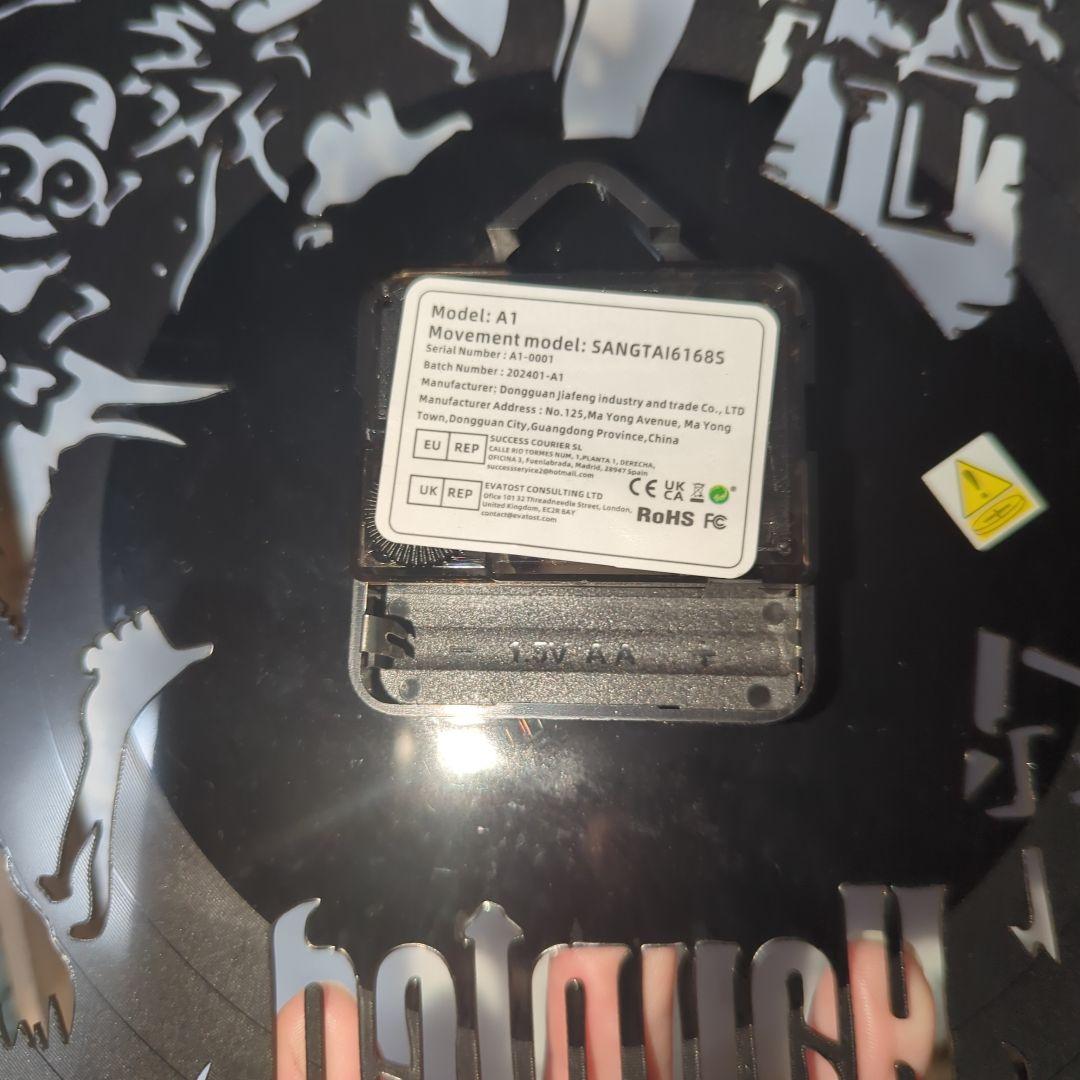 Model: A1
Movement model: SANGTAI6168S
Serial Number : A1-0001
Batch Number : 202401-A1
Manufacturer: Dongguan Jiafeng industry and trade Co., LTD
Manufacturer Address : No.125,Ma Yong Avenue, Ma Yong
Town,Dongguan City,Guangdong Province,China
EU REP
SUCCESS COURIER SL
CALLE RIO TORMES NUM, 1,PLANTA 1, DERECHA,
OFICINA 3, Fuenlabrada, Madrid, 28947 Spain
successservice2@hotmail.com
UK REP
EVATOST CONSULTING LTD
Office 101 32 Threadneedle Street, London,
United Kingdom, EC2R 8AY
contact@evatost.com
CE UK CA
RoHS FC
- 1.5V AA +
Haunted